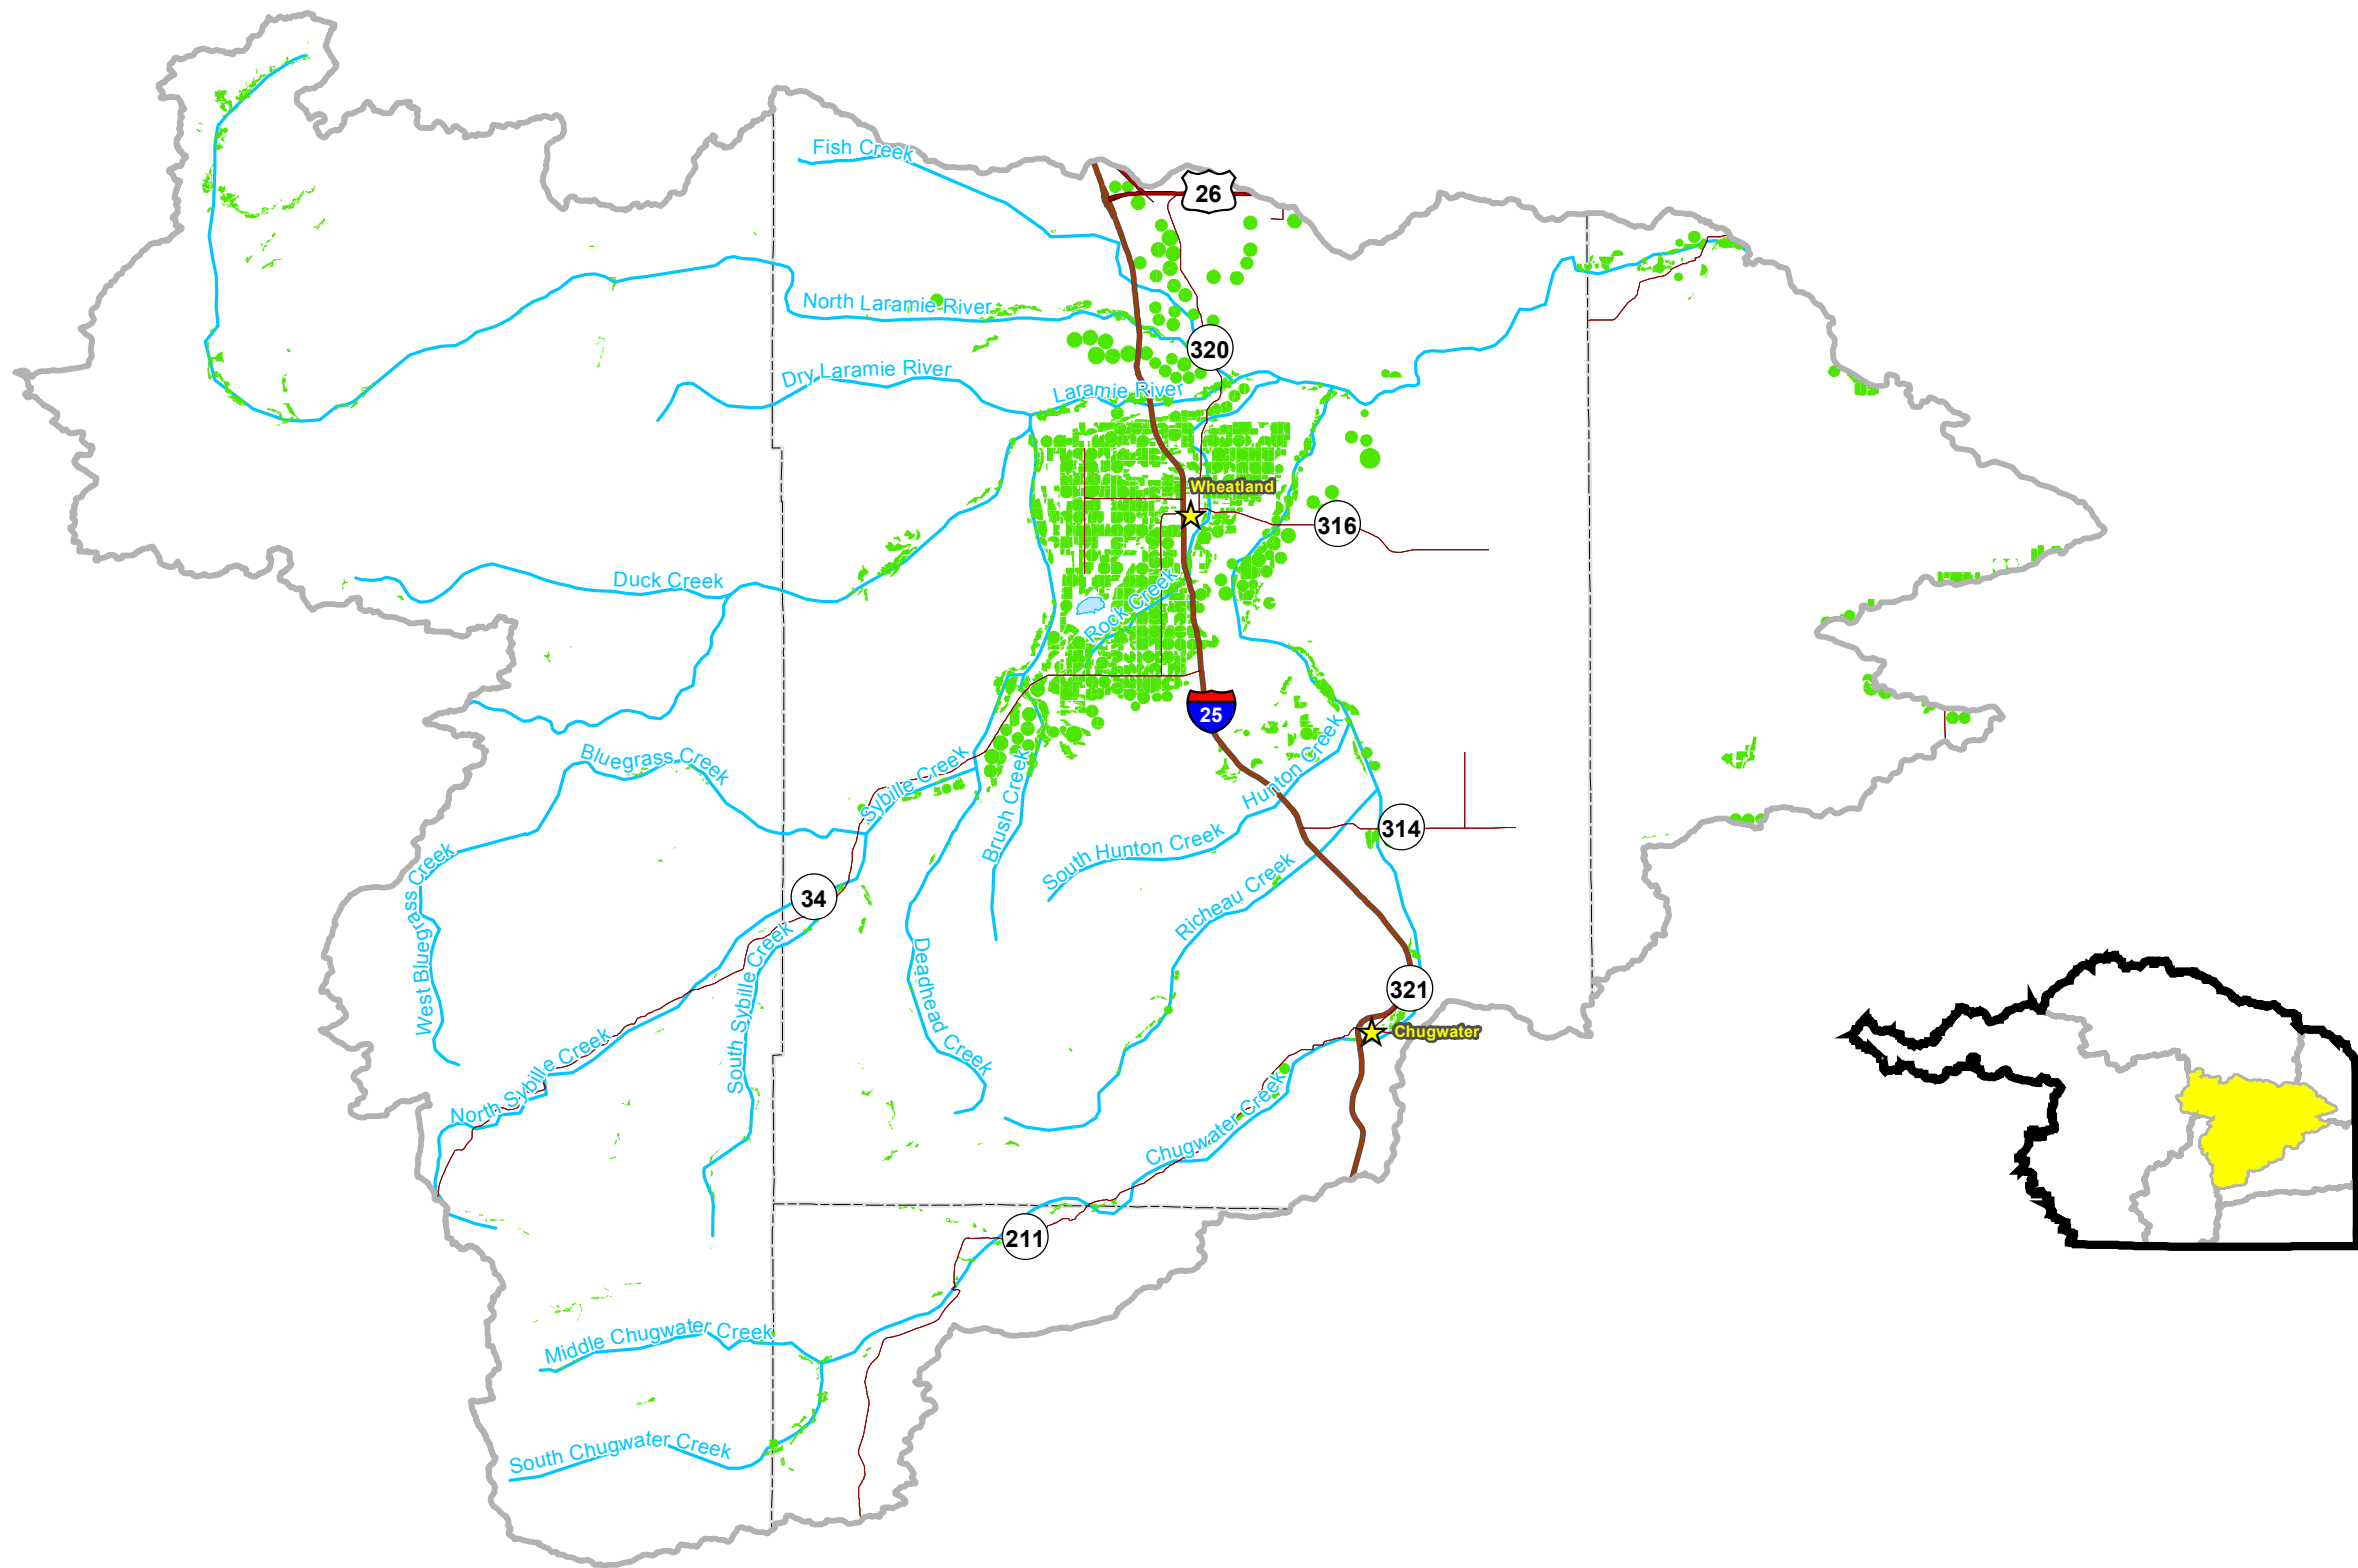 Fish Creek
26
North Laramie River
320
Dry Laramie River
Laramie River
Wheatland
316
Duck Creek
Rock Creek
25
Bluegrass Creek
Sybille Creek
Brush Creek
Hunton Creek
314
South Hunton Creek
West Bluegrass Creek
34
Richeau Creek
South Sybille Creek
Deadhead Creek
321
Chugwater
North Sybille Creek
Chugwater Creek
211
Middle Chugwater Creek
South Chugwater Creek